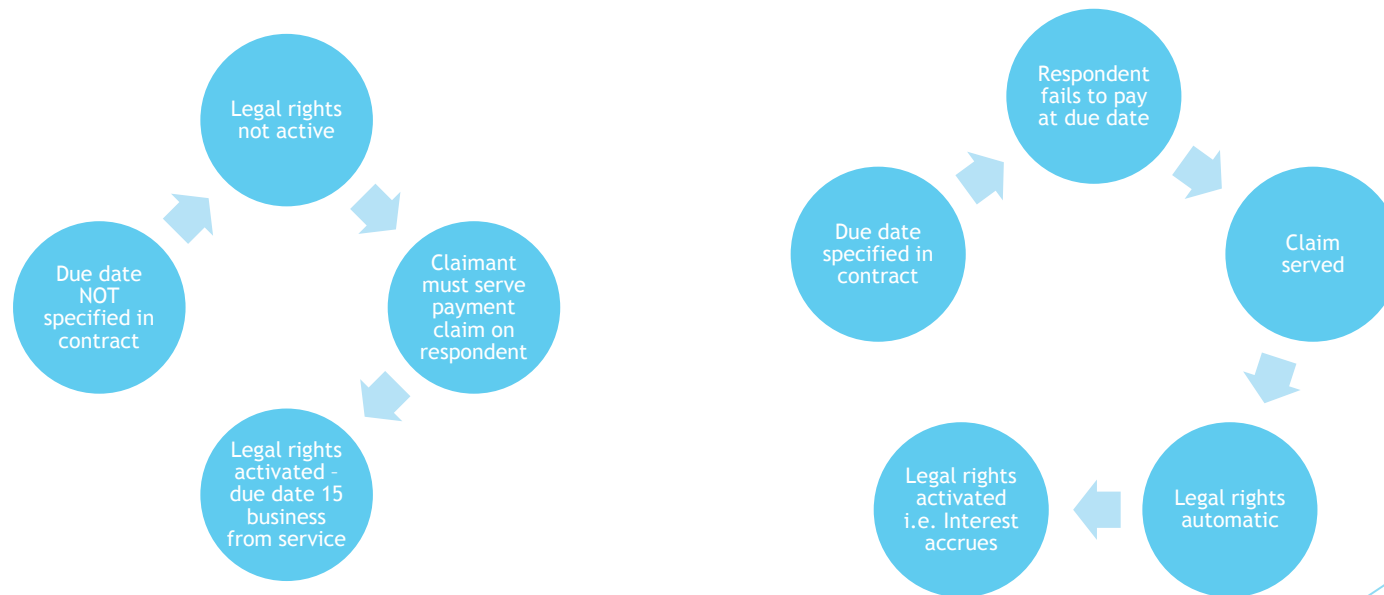 Due date
NOT
specified in
contract
Legal rights
not active
Claimant
must serve
payment
claim on
respondent
Legal rights
activated –
due date 15
business
from service
Due date
specified in
contract
Respondent
fails to pay
at due date
Claim
served
Legal rights
automatic
Legal rights
activated
i.e. Interest
accrues